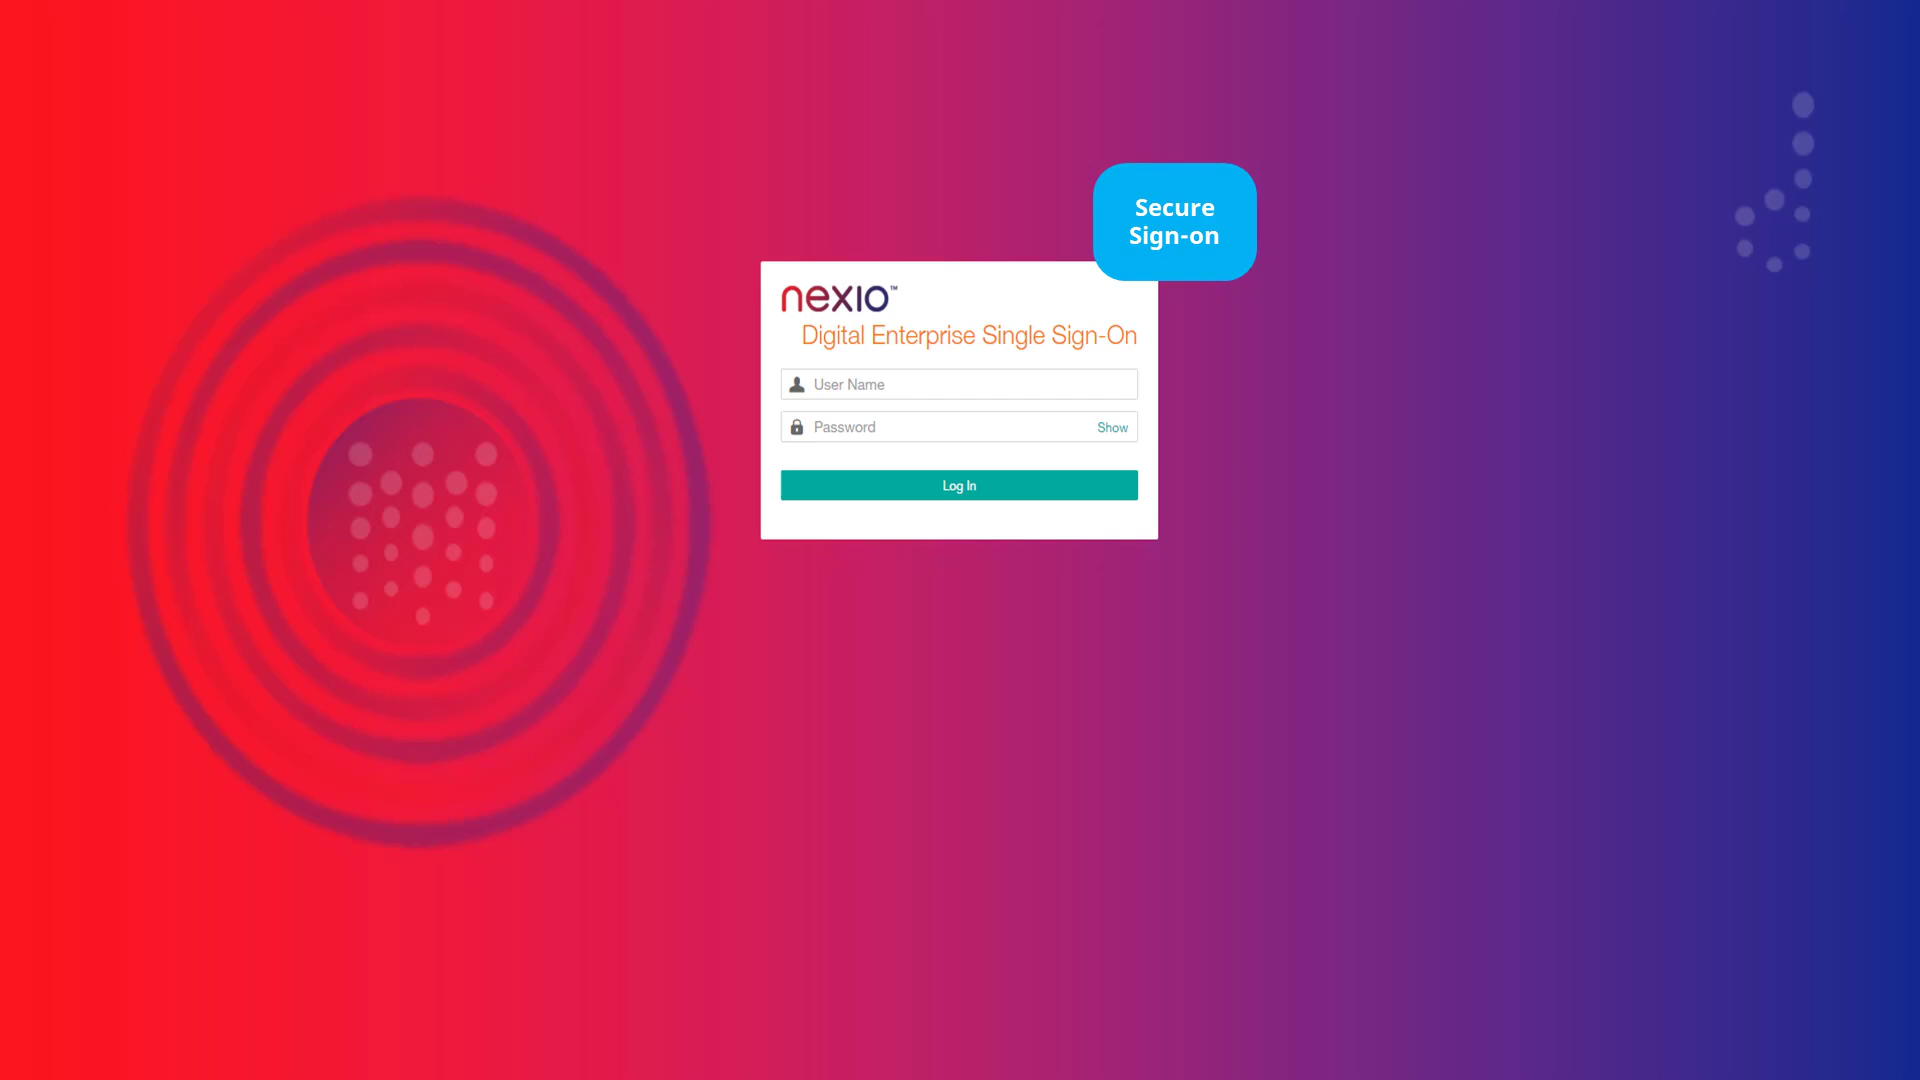 Secure
Sign-on
nexio™
Digital Enterprise Single Sign-On
User Name
Password
Show
Log In